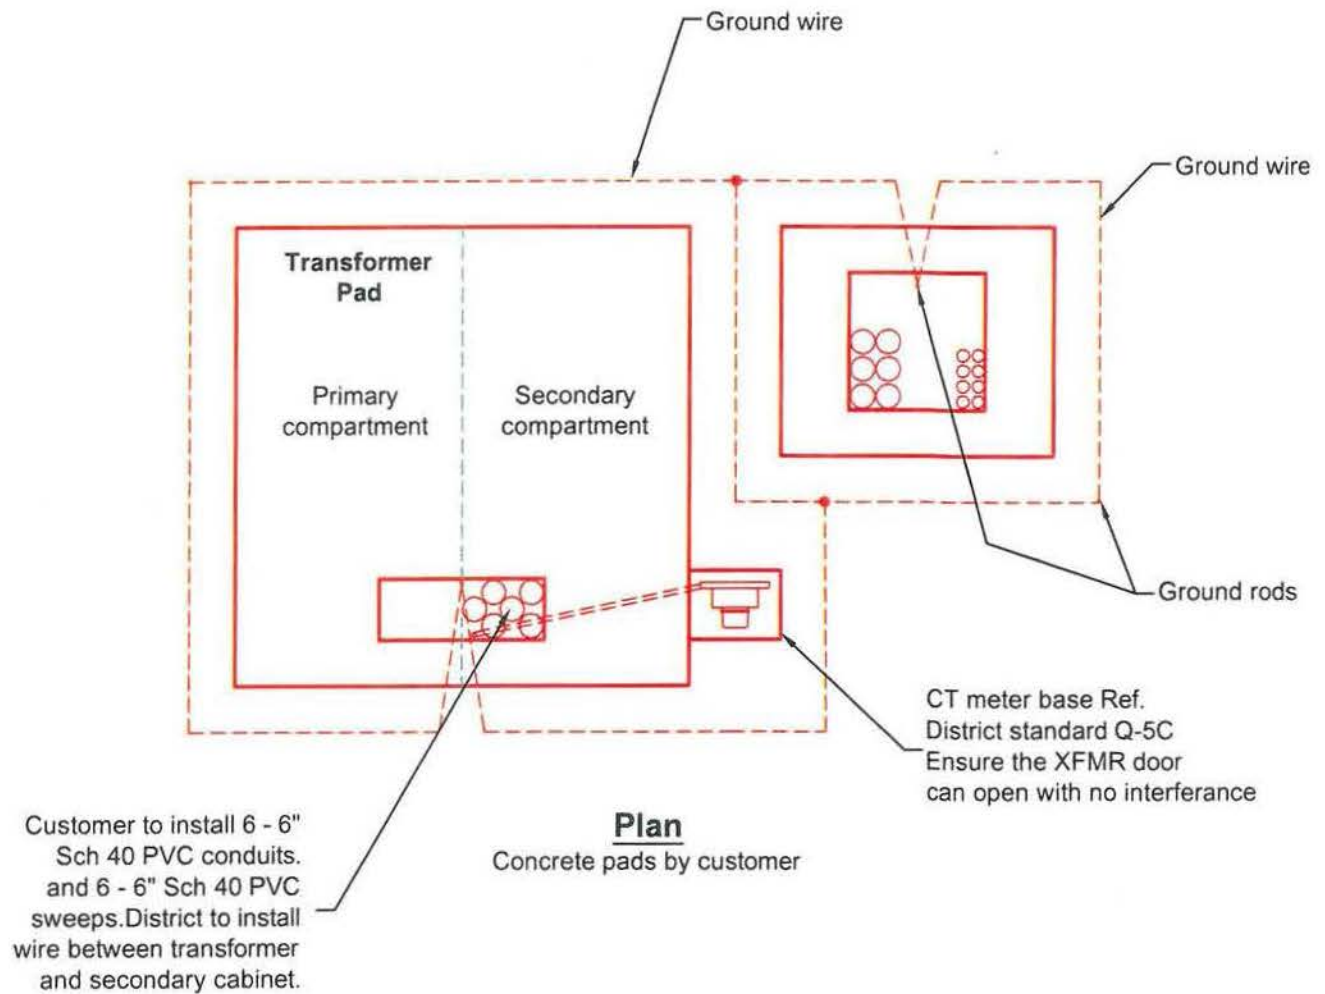 Ground wire
Ground wire
Transformer
Pad
Primary
compartment
Secondary
compartment
Ground rods
CT meter base Ref.
District standard Q-5C
Ensure the XFMR door
can open with no interferance
Customer to install 6 - 6"
Sch 40 PVC conduits.
and 6 - 6" Sch 40 PVC
sweeps.District to install
wire between transformer
and secondary cabinet.
Plan
Concrete pads by customer